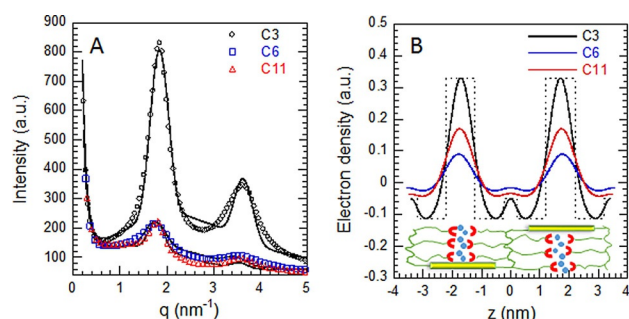 A
C3
C6
C11
900
800
700
600
500
400
300
200
100
0
1
2
3
4
5
Intensity (a.u.)
q (nm⁻¹)
B
C3
C6
C11
0.5
0.4
0.3
0.2
0.1
0
-0.1
-0.2
-0.3
-4
-3
-2
-1
0
1
2
3
4
Electron density (a.u.)
z (nm)